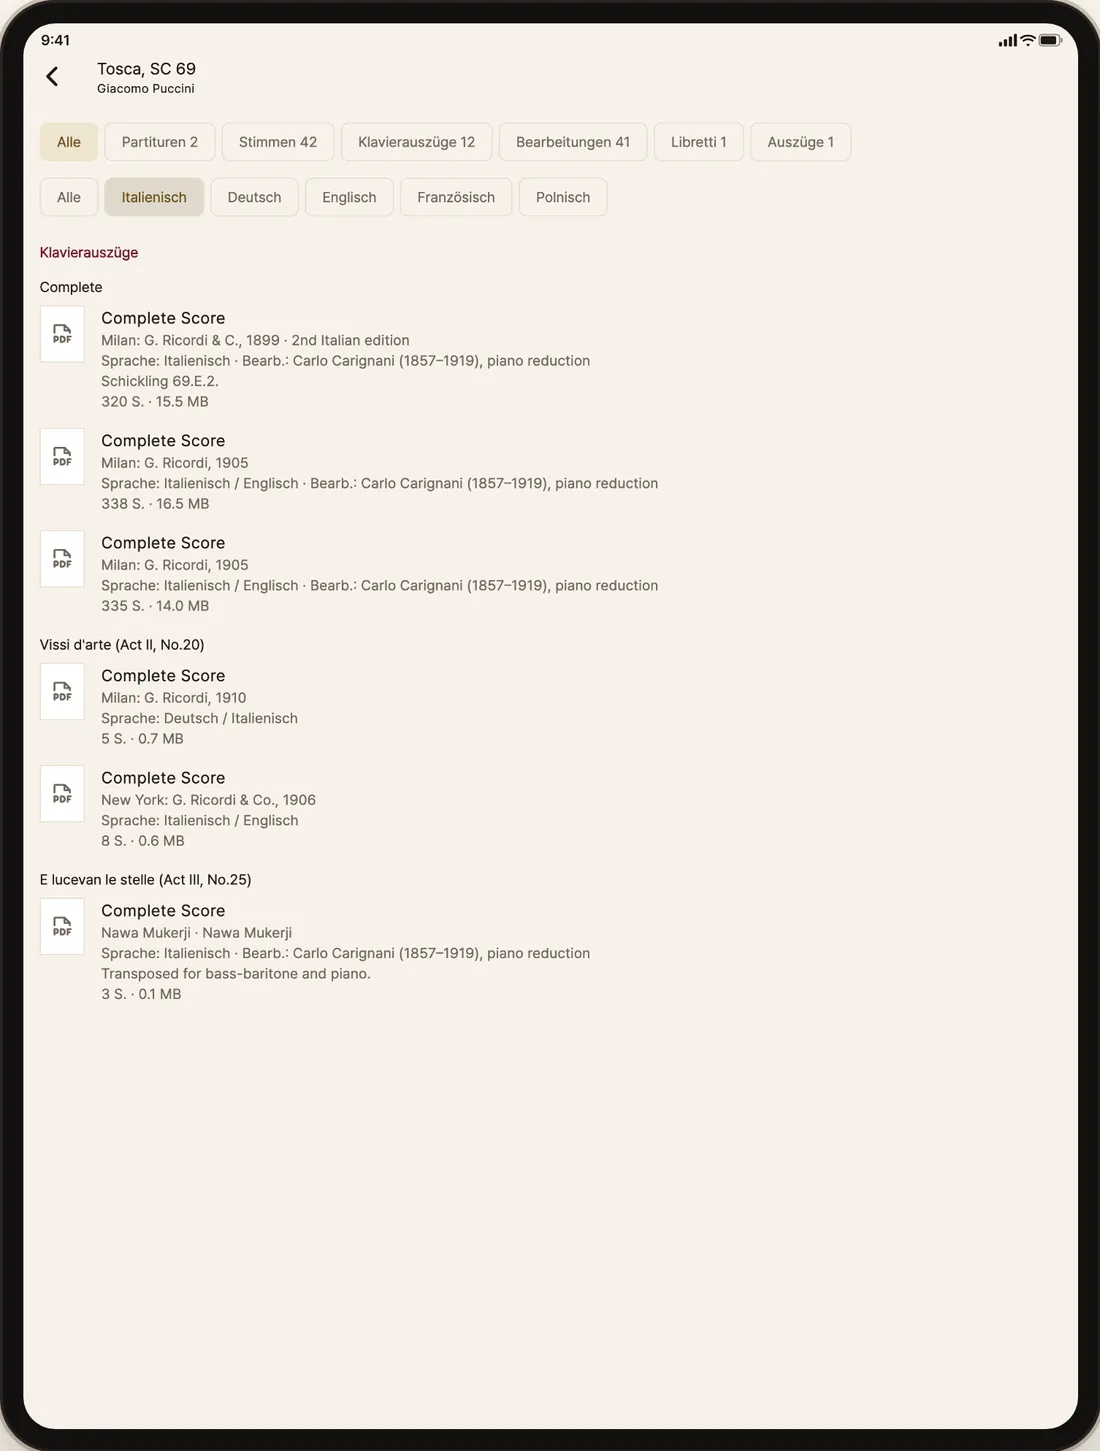 9:41
Tosca, SC 69
Giacomo Puccini
Alle
Partituren 2
Stimmen 42
Klavierauszüge 12
Bearbeitungen 41
Libretti 1
Auszüge 1
Alle
Italienisch
Deutsch
Englisch
Französisch
Polnisch
Klavierauszüge
Complete
PDF
Complete Score
Milan: G. Ricordi & C., 1899 · 2nd Italian edition
Sprache: Italienisch · Bearb.: Carlo Carignani (1857–1919), piano reduction
Schickling 69.E.2.
320 S. · 15.5 MB
PDF
Complete Score
Milan: G. Ricordi, 1905
Sprache: Italienisch / Englisch · Bearb.: Carlo Carignani (1857–1919), piano reduction
338 S. · 16.5 MB
PDF
Complete Score
Milan: G. Ricordi, 1905
Sprache: Italienisch / Englisch · Bearb.: Carlo Carignani (1857–1919), piano reduction
335 S. · 14.0 MB
Vissi d'arte (Act II, No.20)
PDF
Complete Score
Milan: G. Ricordi, 1910
Sprache: Deutsch / Italienisch
5 S. · 0.7 MB
PDF
Complete Score
New York: G. Ricordi & Co., 1906
Sprache: Italienisch / Englisch
8 S. · 0.6 MB
E lucevan le stelle (Act III, No.25)
PDF
Complete Score
Nawa Mukerji · Nawa Mukerji
Sprache: Italienisch · Bearb.: Carlo Carignani (1857–1919), piano reduction
Transposed for bass-baritone and piano.
3 S. · 0.1 MB